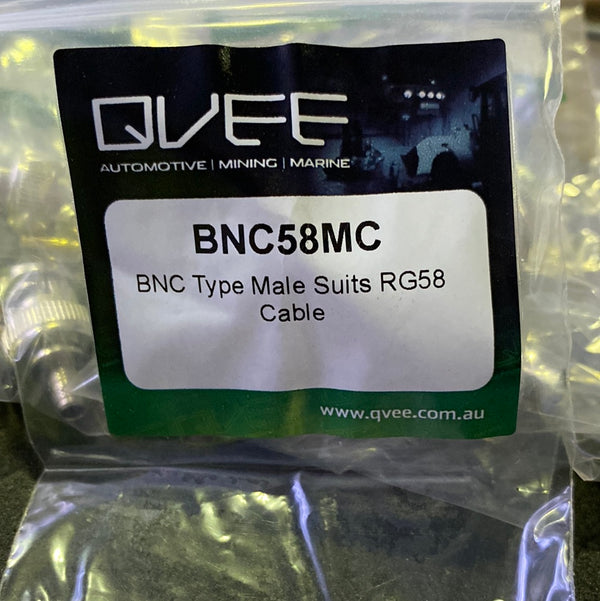 QVEE
AUTOMOTIVE | MINING | MARINE
BNC58MC
BNC Type Male Suits RG58
Cable
www.qvee.com.au